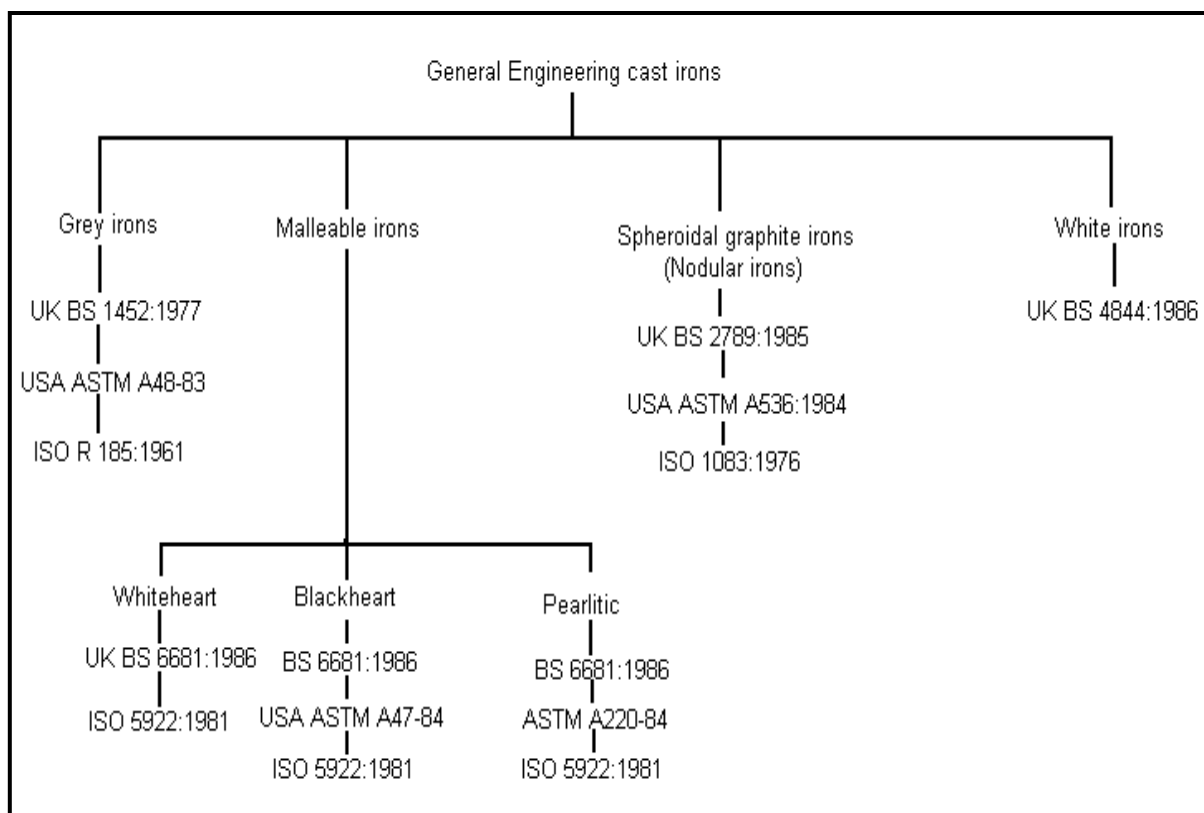 General Engineering cast irons
Grey irons
UK BS 1452:1977
USA ASTM A48-83
ISO R 185:1961
Malleable irons
Whiteheart
UK BS 6681:1986
ISO 5922:1981
Blackheart
BS 6681:1986
USA ASTM A47-84
ISO 5922:1981
Pearlitic
BS 6681:1986
ASTM A220-84
ISO 5922:1981
Spheroidal graphite irons
(Nodular irons)
UK BS 2789:1985
USA ASTM A536:1984
ISO 1083:1976
White irons
UK BS 4844:1986